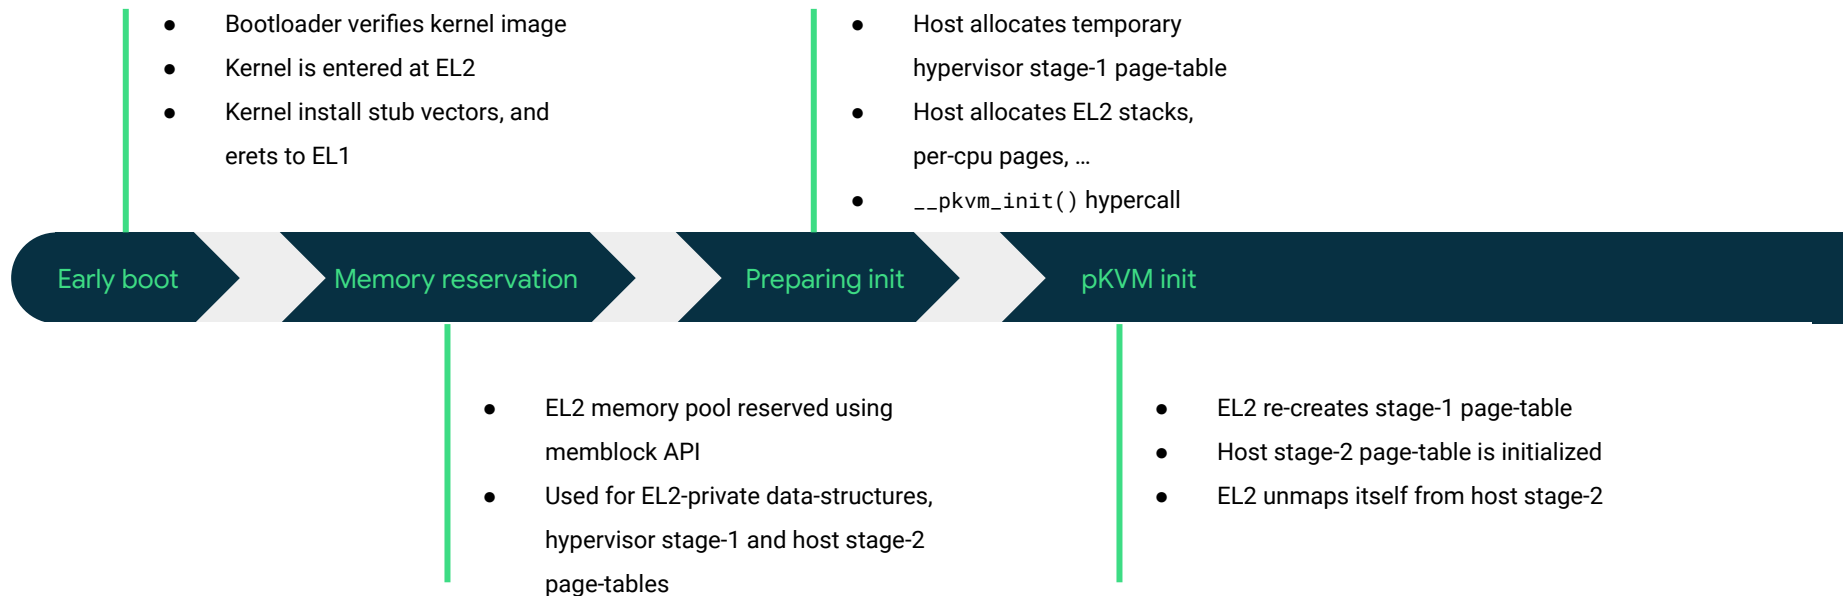 ● Bootloader verifies kernel image
● Kernel is entered at EL2
● Kernel install stub vectors, and
erets to EL1
● Host allocates temporary
hypervisor stage-1 page-table
● Host allocates EL2 stacks,
per-cpu pages, ...
● __pkvm_init() hypercall
Early boot
Memory reservation
Preparing init
pKVM init
● EL2 memory pool reserved using
memblock API
● Used for EL2-private data-structures,
hypervisor stage-1 and host stage-2
page-tables
● EL2 re-creates stage-1 page-table
● Host stage-2 page-table is initialized
● EL2 unmaps itself from host stage-2